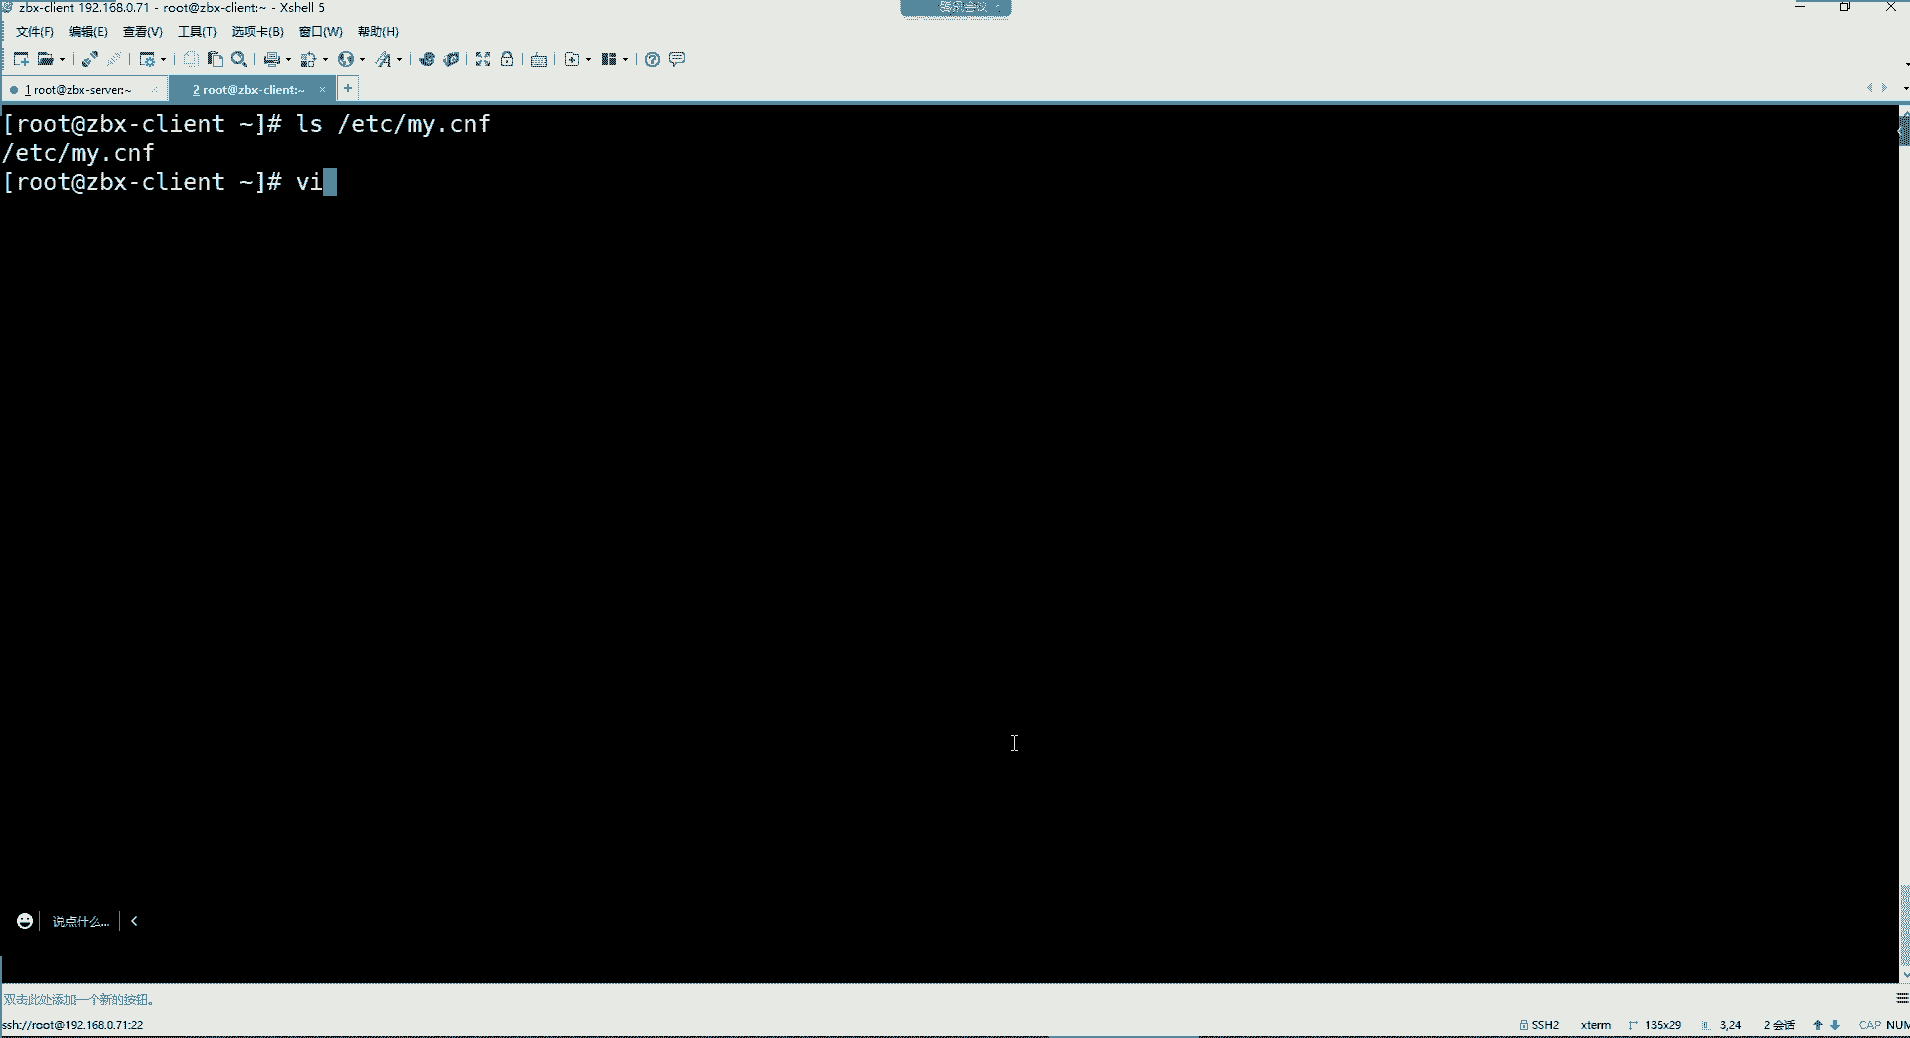 zbx-client 192.168.0.71 - root@zbx-client:~ - Xshell 5
腾讯会议
文件(F) 编辑(E) 查看(V) 工具(T) 选项卡(B) 窗口(W) 帮助(H)
1 root@zbx-server:~ 2 root@zbx-client:~
[root@zbx-client ~]# ls /etc/my.cnf
/etc/my.cnf
[root@zbx-client ~]# vi
说点什么...
双击此处添加一个新的按钮。
ssh://root@192.168.0.71:22 SSH2 xterm 135x29 3,24 2 会话 CAP NUM